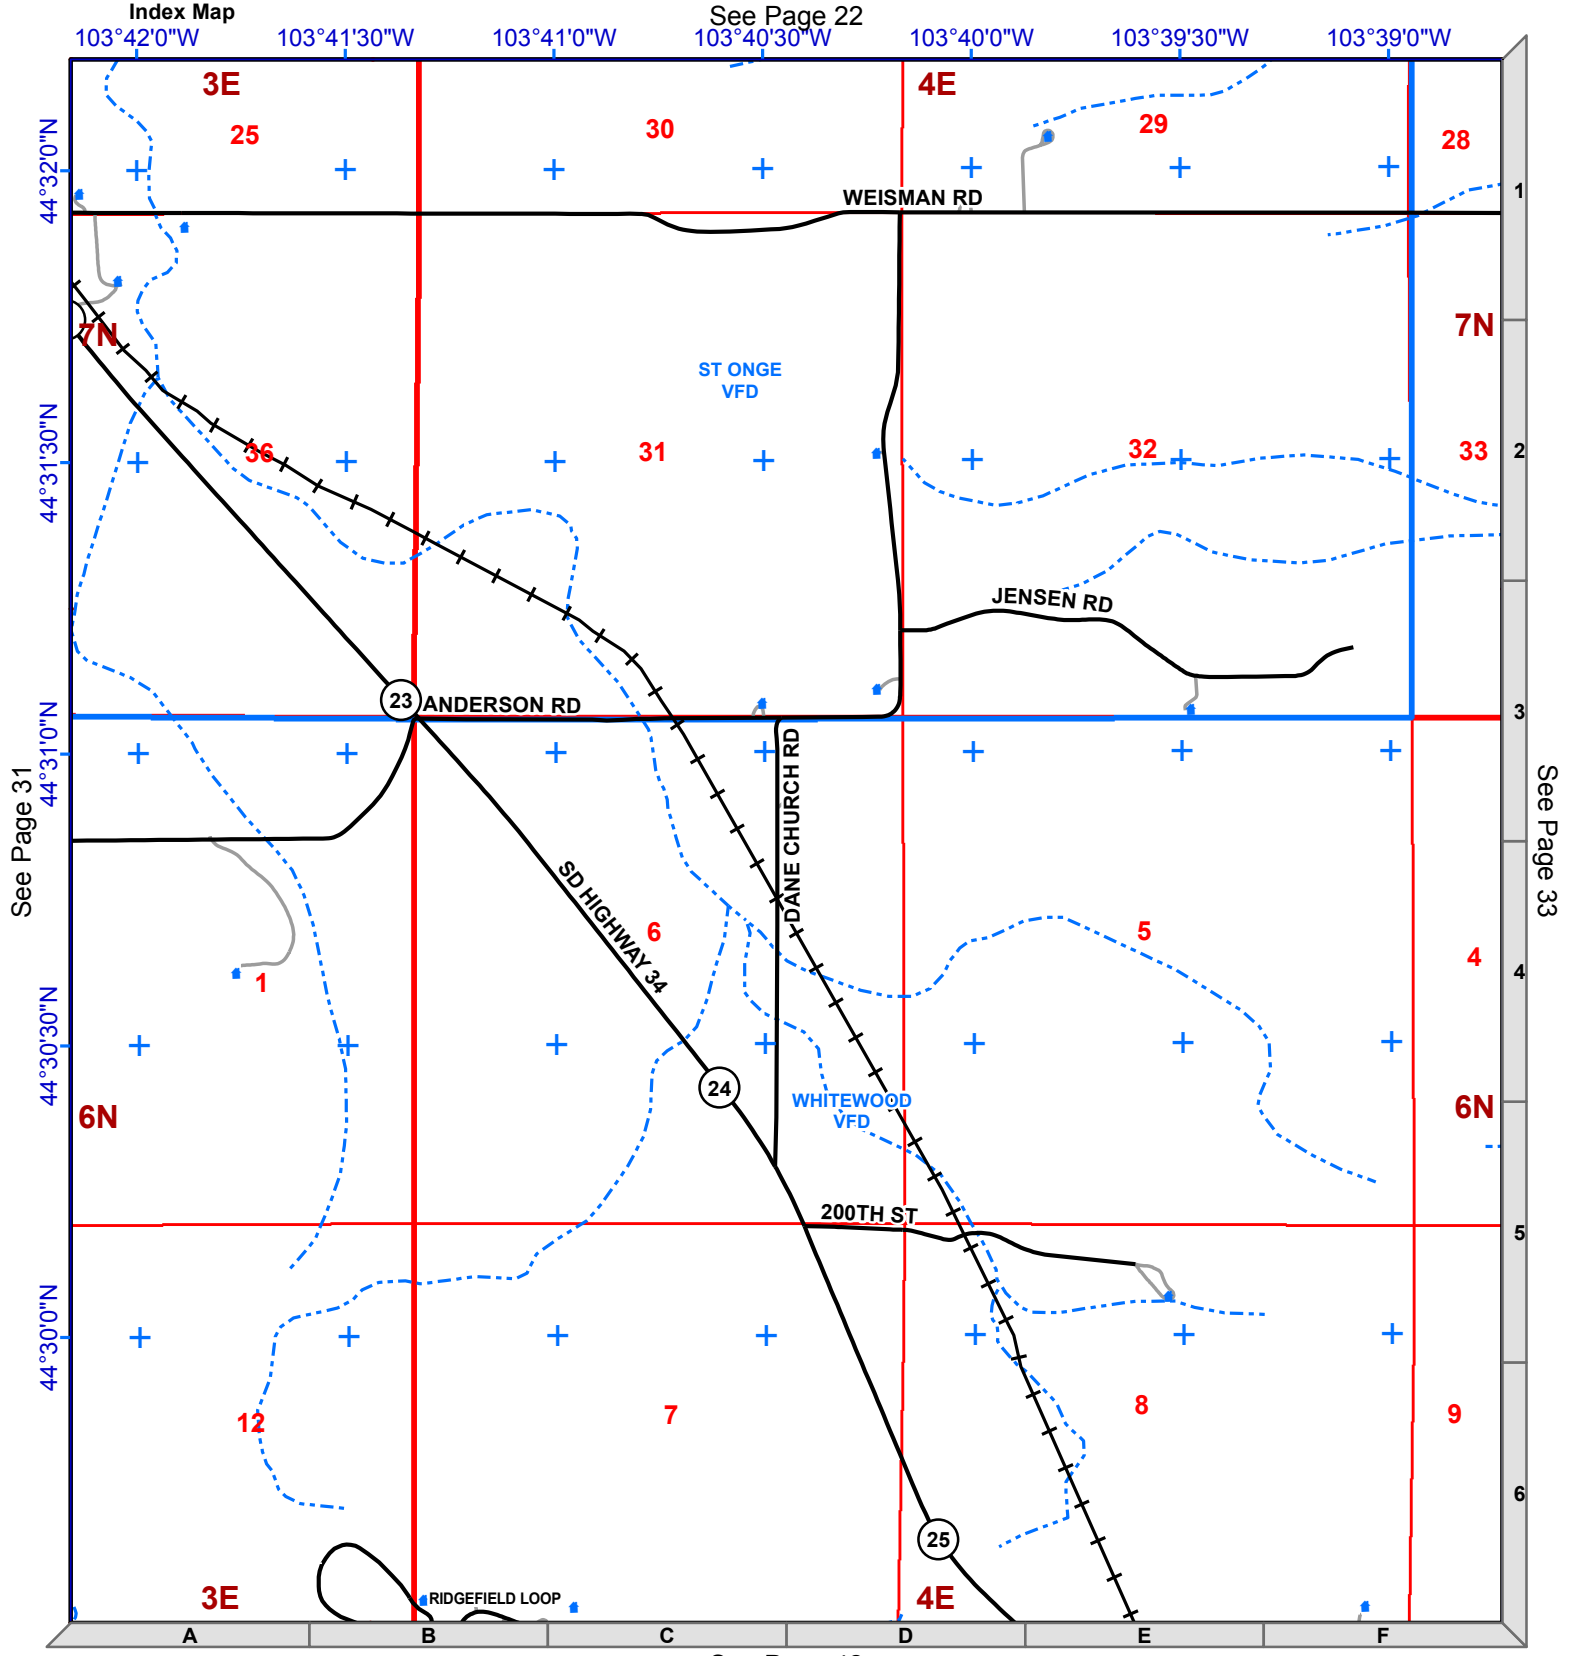 Index Map
See Page 22
103°42'0"W
103°41'30"W
103°41'0"W
103°40'30"W
103°40'0"W
103°39'30"W
103°39'0"W
3E
4E
25
30
29
28
44°32'0"N
WEISMAN RD
1
7N
7N
ST ONGE
VFD
36
31
32
33
2
44°31'30"N
JENSEN RD
23
ANDERSON RD
3
44°31'0"N
DANE CHURCH RD
See Page 31
See Page 33
SD HIGHWAY 34
6
5
4
1
4
44°30'30"N
24
WHITEWOOD
VFD
6N
6N
200TH ST
5
44°30'0"N
12
7
8
9
6
25
3E
RIDGEFIELD LOOP
4E
A
B
C
D
E
F